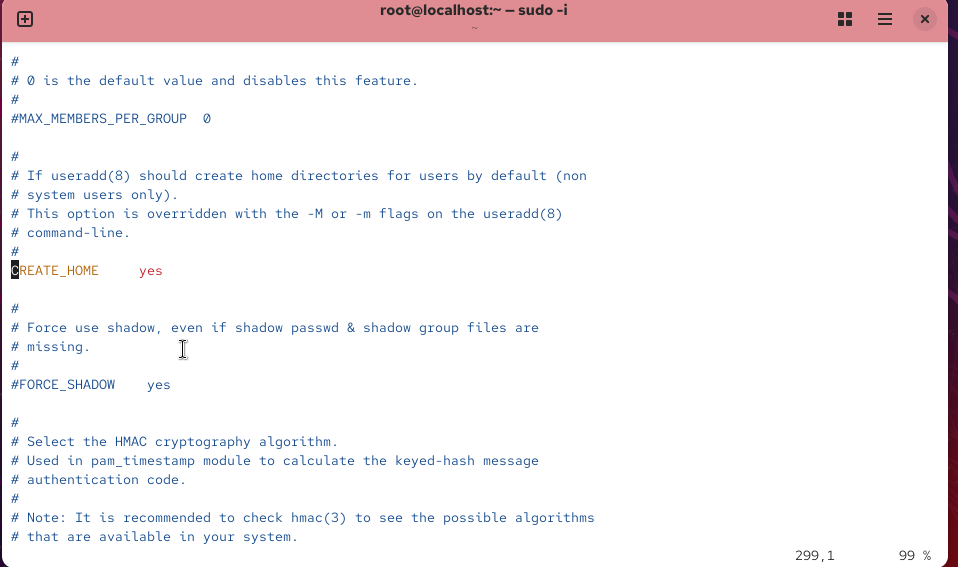 root@localhost:~ — sudo -i
~
#
# 0 is the default value and disables this feature.
#
#MAX_MEMBERS_PER_GROUP  0
#
# If useradd(8) should create home directories for users by default (non
# system users only).
# This option is overridden with the -M or -m flags on the useradd(8)
# command-line.
#
CREATE_HOME     yes
#
# Force use shadow, even if shadow passwd & shadow group files are
# missing.
#
#FORCE_SHADOW    yes
#
# Select the HMAC cryptography algorithm.
# Used in pam_timestamp module to calculate the keyed-hash message
# authentication code.
#
# Note: It is recommended to check hmac(3) to see the possible algorithms
# that are available in your system.
299,1        99 %